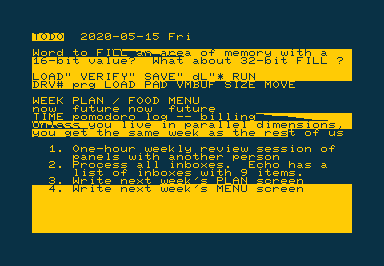 TODO  2020-05-15 Fri
Word to FILL an area of memory with a
16-bit value?  What about 32-bit FILL ?
LOAD" VERIFY" SAVE" dL"* RUN
DRV# prg LOAD PAD VMBUF SIZE MOVE
WEEK PLAN / FOOD MENU
now  future now  future
TIME pomodoro log -- billing
Unless you live in parallel dimensions,
you get the same week as the rest of us
1. One-hour weekly review session of
panels with another person
2. Process all inboxes.  Echo has a
list of inboxes with 9 items.
3. Write next week's PLAN screen
4. Write next week's MENU screen